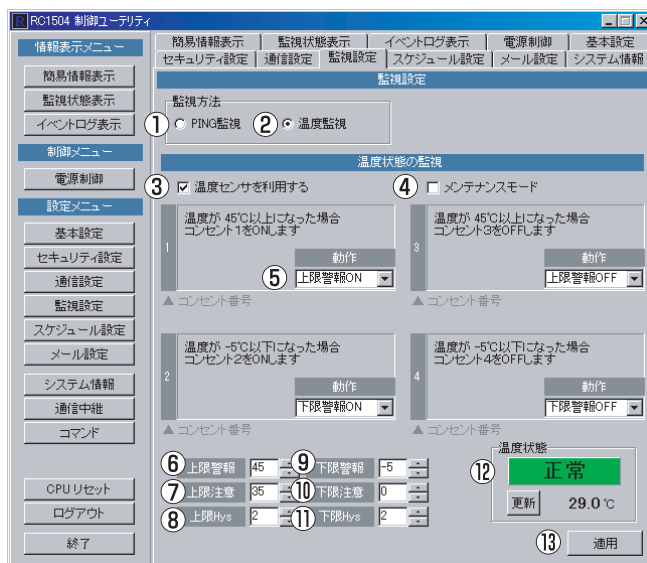 RC1504 制御ユーテリティ
情報表示メニュー
簡易情報表示
監視状態表示
イベントログ表示
制御メニュー
電源制御
設定メニュー
基本設定
セキュリティ設定
通信設定
監視設定
スケジュール設定
メール設定
システム情報
通信中継
コマンド
CPUリセット
ログアウト
終了
簡易情報表示 監視状態表示 イベントログ表示 電源制御 基本設定
セキュリティ設定 通信設定 監視設定 スケジュール設定 メール設定 システム情報
監視設定
監視方法
① PING監視 ② 温度監視
温度状態の監視
③ 温度センサを利用する ④ メンテナンスモード
1
温度が 45℃以上になった場合
コンセント1をONします
動作
⑤ 上限警報ON
▲ コンセント番号
3
温度が 45℃以上になった場合
コンセント3をOFFします
動作
上限警報OFF
▲ コンセント番号
2
温度が -5℃以下になった場合
コンセント2をONします
動作
下限警報ON
▲ コンセント番号
4
温度が -5℃以下になった場合
コンセント4をOFFします
動作
下限警報OFF
▲ コンセント番号
⑥ 上限警報 45 ⑨ 下限警報 -5
⑦ 上限注意 35 ⑩ 下限注意 0
⑧ 上限Hys 2 ⑪ 下限Hys 2
温度状態
⑫ 正常
更新 29.0 ℃
⑬ 適用